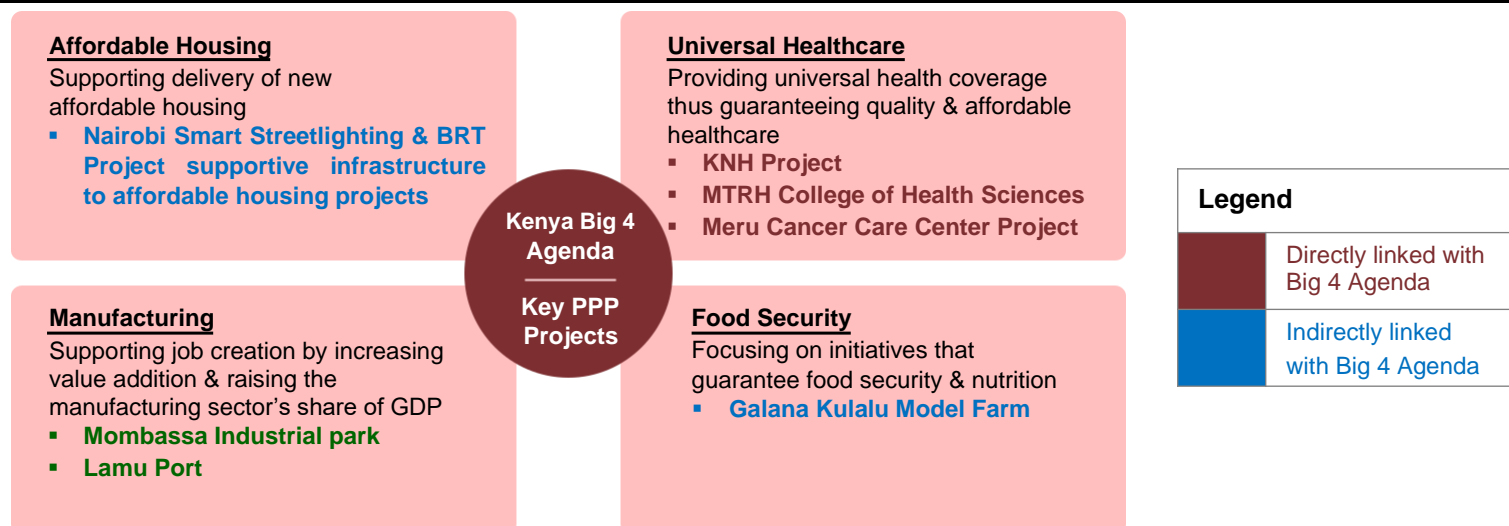 Affordable Housing
Supporting delivery of new
affordable housing
▪ Nairobi Smart Streetlighting & BRT
Project supportive infrastructure
to affordable housing projects
Universal Healthcare
Providing universal health coverage
thus guaranteeing quality & affordable
healthcare
▪ KNH Project
▪ MTRH College of Health Sciences
▪ Meru Cancer Care Center Project
Kenya Big 4
Agenda
Key PPP
Projects
Manufacturing
Supporting job creation by increasing
value addition & raising the
manufacturing sector’s share of GDP
▪ Mombassa Industrial park
▪ Lamu Port
Food Security
Focusing on initiatives that
guarantee food security & nutrition
▪ Galana Kulalu Model Farm
Legend
Directly linked with
Big 4 Agenda
Indirectly linked
with Big 4 Agenda